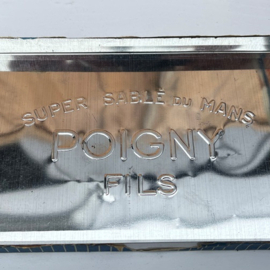 SUPER SABLÉ DU MANS
POIGNY
FILS